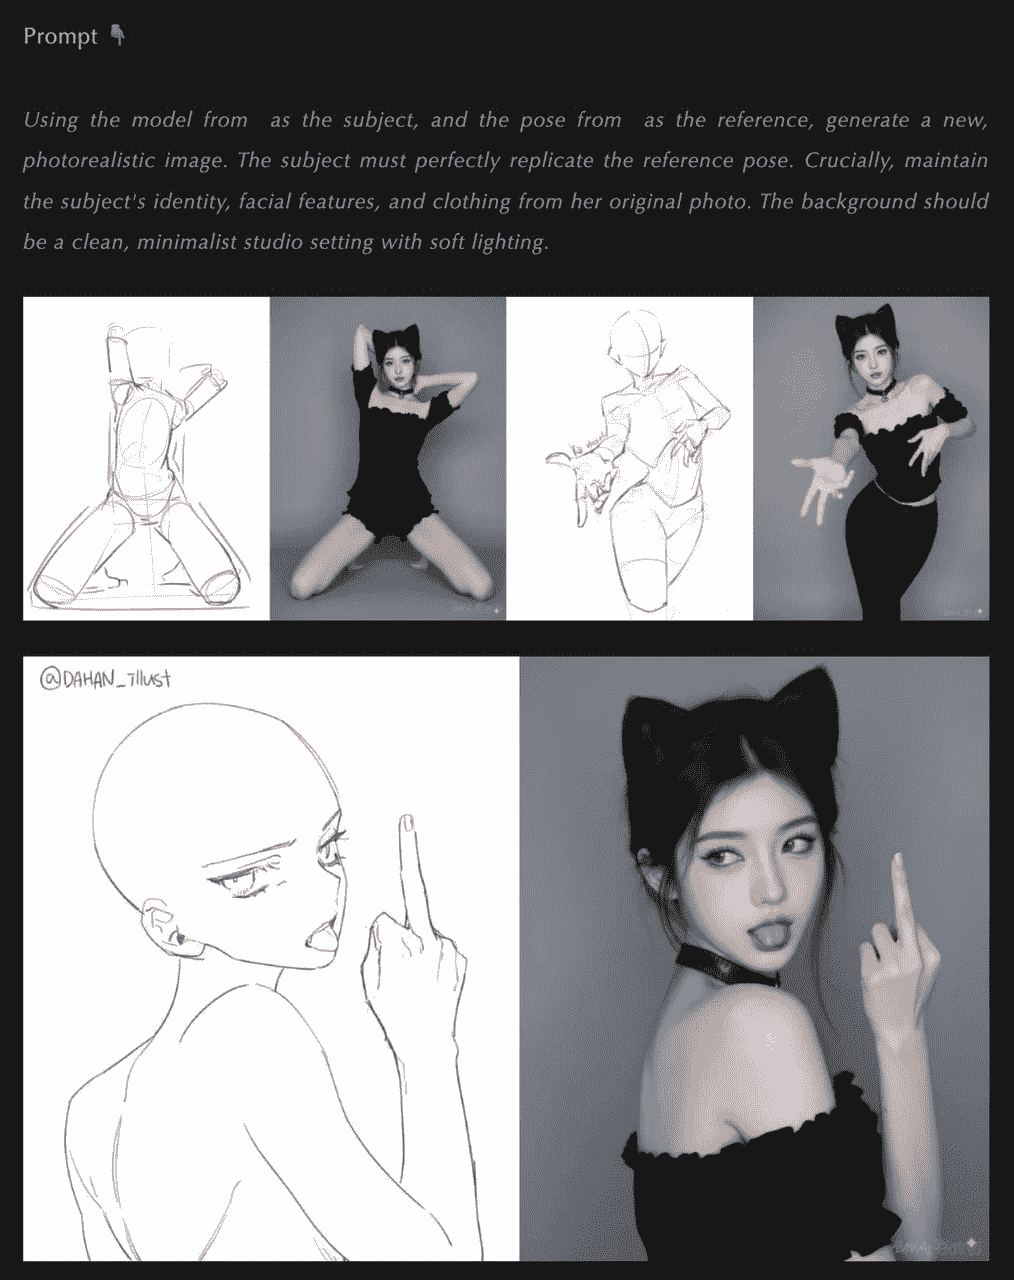 Prompt 👇
Using the model from as the subject, and the pose from as the reference, generate a new,
photorealistic image. The subject must perfectly replicate the reference pose. Crucially, maintain
the subject's identity, facial features, and clothing from her original photo. The background should
be a clean, minimalist studio setting with soft lighting.
@DAHAN_illust